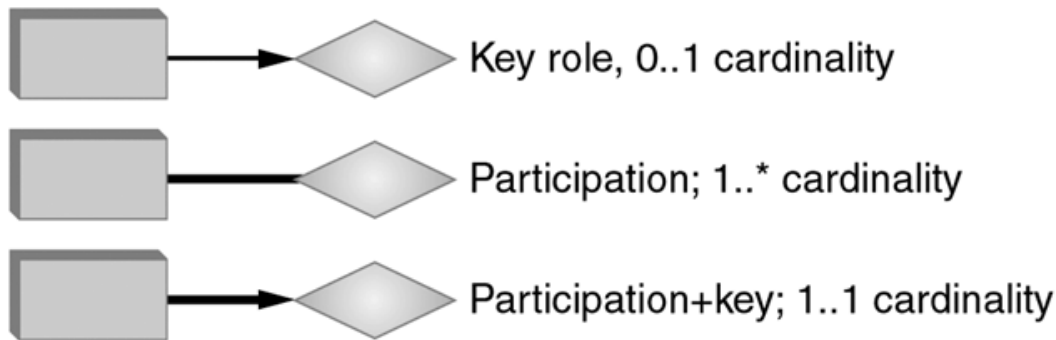 Key role, 0..1 cardinality
Participation; 1..* cardinality
Participation+key; 1..1 cardinality